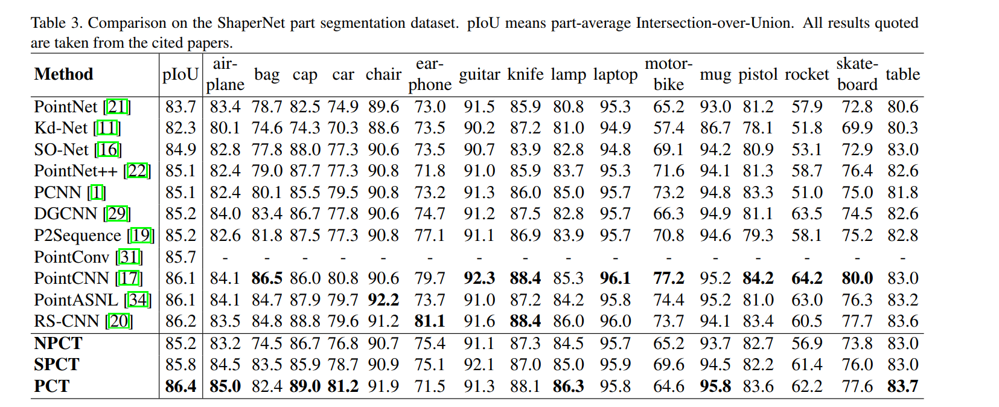 Table 3. Comparison on the ShaperNet part segmentation dataset. pIoU means part-average Intersection-over-Union. All results quoted
are taken from the cited papers.
Method pIoU air-plane bag cap car chair ear-phone guitar knife lamp laptop motor-bike mug pistol rocket skate-board table
PointNet [21] 83.7 83.4 78.7 82.5 74.9 89.6 73.0 91.5 85.9 80.8 95.3 65.2 93.0 81.2 57.9 72.8 80.6
Kd-Net [11] 82.3 80.1 74.6 74.3 70.3 88.6 73.5 90.2 87.2 81.0 94.9 57.4 86.7 78.1 51.8 69.9 80.3
SO-Net [16] 84.9 82.8 77.8 88.0 77.3 90.6 73.5 90.7 83.9 82.8 94.8 69.1 94.2 80.9 53.1 72.9 83.0
PointNet++ [22] 85.1 82.4 79.0 87.7 77.3 90.8 71.8 91.0 85.9 83.7 95.3 71.6 94.1 81.3 58.7 76.4 82.6
PCNN [1] 85.1 82.4 80.1 85.5 79.5 90.8 73.2 91.3 86.0 85.0 95.7 73.2 94.8 83.3 51.0 75.0 81.8
DGCNN [29] 85.2 84.0 83.4 86.7 77.8 90.6 74.7 91.2 87.5 82.8 95.7 66.3 94.9 81.1 63.5 74.5 82.6
P2Sequence [19] 85.2 82.6 81.8 87.5 77.3 90.8 77.1 91.1 86.9 83.9 95.7 70.8 94.6 79.3 58.1 75.2 82.8
PointConv [31] 85.7 - - - - - - - - - - - - - - - -
PointCNN [17] 86.1 84.1 86.5 86.0 80.8 90.6 79.7 92.3 88.4 85.3 96.1 77.2 95.2 84.2 64.2 80.0 83.0
PointASNL [34] 86.1 84.1 84.7 87.9 79.7 92.2 73.7 91.0 87.2 84.2 95.8 74.4 95.2 81.0 63.0 76.3 83.2
RS-CNN [20] 86.2 83.5 84.8 88.8 79.6 91.2 81.1 91.6 88.4 86.0 96.0 73.7 94.1 83.4 60.5 77.7 83.6
NPCT 85.2 83.2 74.5 86.7 76.8 90.7 75.4 91.1 87.3 84.5 95.7 65.2 93.7 82.7 56.9 73.8 83.0
SPCT 85.8 84.5 83.5 85.9 78.7 90.9 75.1 92.1 87.0 85.0 95.9 69.6 94.5 82.2 61.4 76.0 83.0
PCT 86.4 85.0 82.4 89.0 81.2 91.9 71.5 91.3 88.1 86.3 95.8 64.6 95.8 83.6 62.2 77.6 83.7